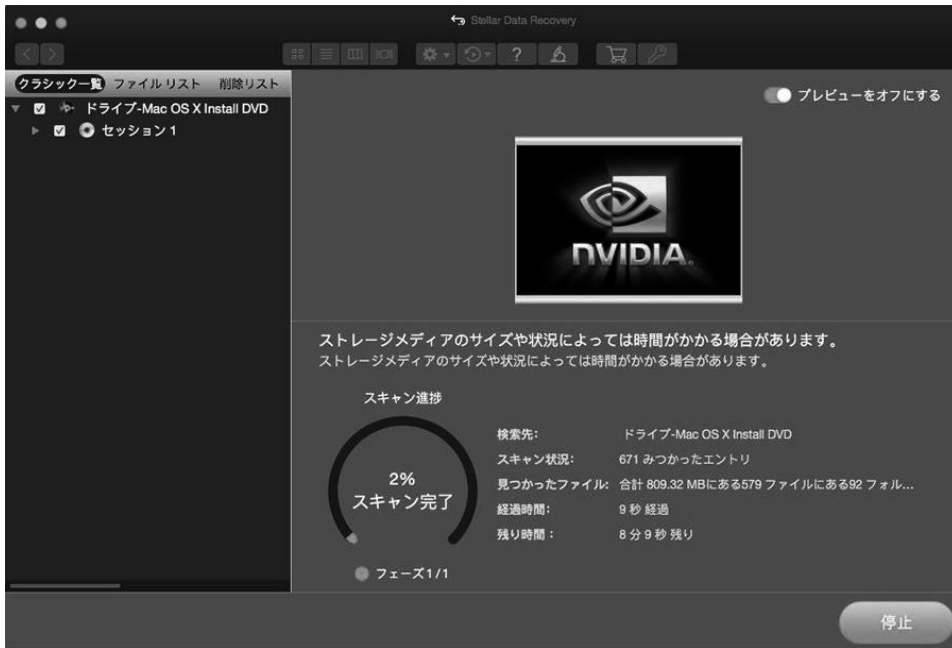 Stellar Data Recovery
クラシック一覧 ファイル リスト 削除リスト
ドライブ-Mac OS X Install DVD
セッション 1
プレビューをオフにする
NVIDIA.
ストレージメディアのサイズや状況によっては時間がかかる場合があります。
ストレージメディアのサイズや状況によっては時間がかかる場合があります。
スキャン進捗
2%
スキャン完了
フェーズ1/1
検索先: ドライブ-Mac OS X Install DVD
スキャン状況: 671 みつかったエントリ
見つかったファイル: 合計 809.32 MBにある579 ファイルにある92 フォル...
経過時間: 9 秒 経過
残り時間： 8 分 9 秒 残り
停止